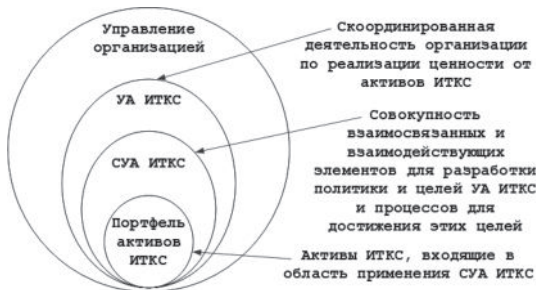 Управление
организацией
УА ИТКС
СУА ИТКС
Портфель
активов
ИТКС
Скоординированная
деятельность организации
по реализации ценности от
активов ИТКС
Совокупность
взаимосвязанных и
взаимодействующих
элементов для разработки
политики и целей УА ИТКС
и процессов для
достижения этих целей
Активы ИТКС, входящие в
область применения СУА ИТКС